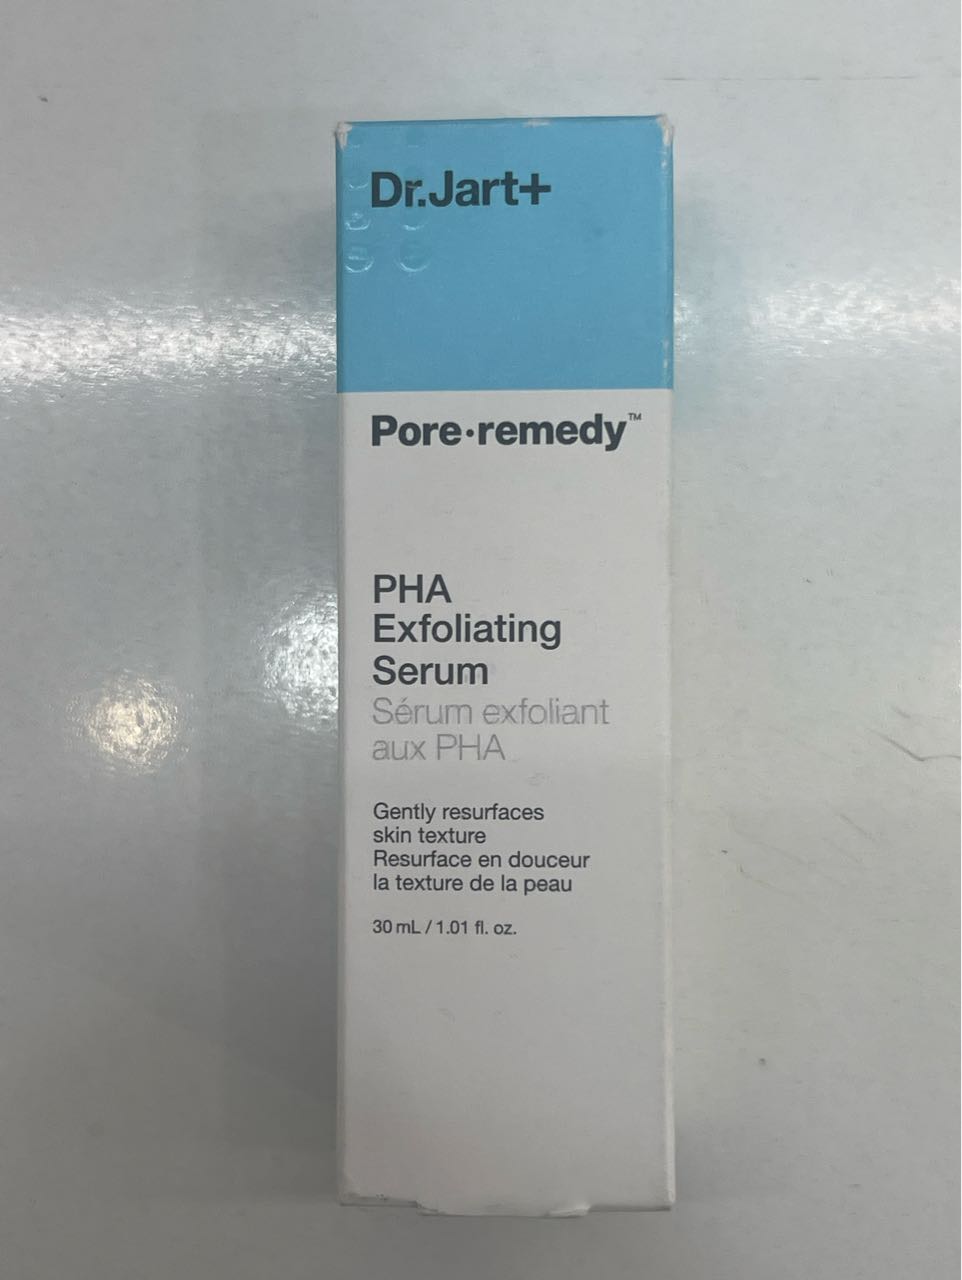 Dr.Jart+
Pore·remedy™
PHA
Exfoliating
Serum
Sérum exfoliant
aux PHA
Gently resurfaces
skin texture
Resurface en douceur
la texture de la peau
30 mL / 1.01 fl. oz.